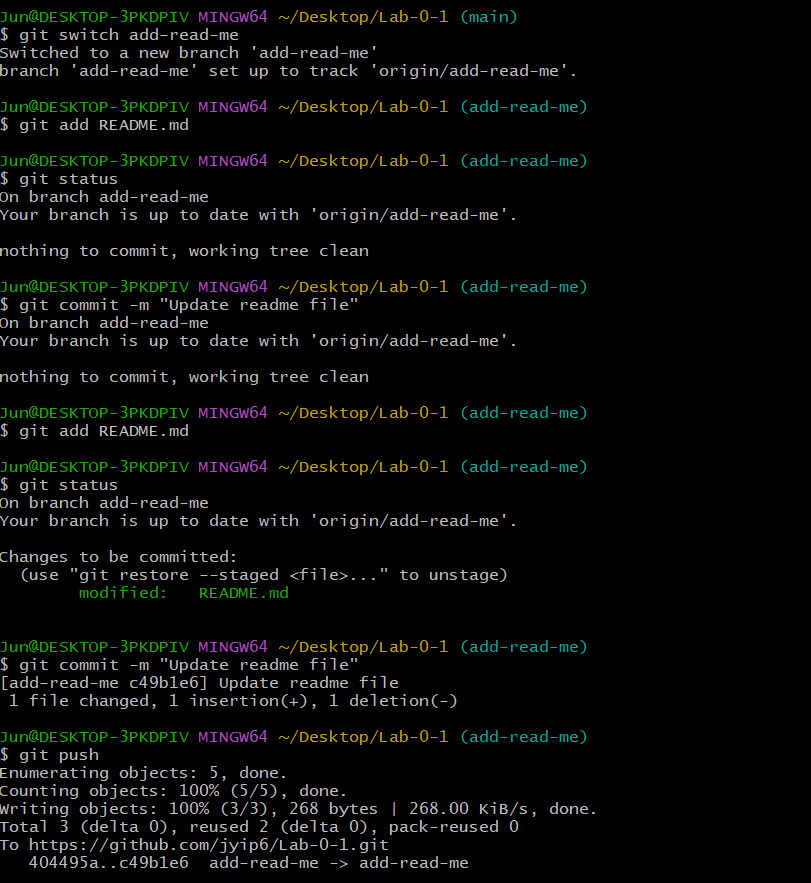 Jun@DESKTOP-3PKDPIV MINGW64 ~/Desktop/Lab-0-1 (main)
$ git switch add-read-me
Switched to a new branch 'add-read-me'
branch 'add-read-me' set up to track 'origin/add-read-me'.
Jun@DESKTOP-3PKDPIV MINGW64 ~/Desktop/Lab-0-1 (add-read-me)
$ git add README.md
Jun@DESKTOP-3PKDPIV MINGW64 ~/Desktop/Lab-0-1 (add-read-me)
$ git status
On branch add-read-me
Your branch is up to date with 'origin/add-read-me'.
nothing to commit, working tree clean
Jun@DESKTOP-3PKDPIV MINGW64 ~/Desktop/Lab-0-1 (add-read-me)
$ git commit -m "Update readme file"
On branch add-read-me
Your branch is up to date with 'origin/add-read-me'.
nothing to commit, working tree clean
Jun@DESKTOP-3PKDPIV MINGW64 ~/Desktop/Lab-0-1 (add-read-me)
$ git add README.md
Jun@DESKTOP-3PKDPIV MINGW64 ~/Desktop/Lab-0-1 (add-read-me)
$ git status
On branch add-read-me
Your branch is up to date with 'origin/add-read-me'.
Changes to be committed:
  (use "git restore --staged <file>..." to unstage)
        modified:   README.md
Jun@DESKTOP-3PKDPIV MINGW64 ~/Desktop/Lab-0-1 (add-read-me)
$ git commit -m "Update readme file"
[add-read-me c49b1e6] Update readme file
 1 file changed, 1 insertion(+), 1 deletion(-)
Jun@DESKTOP-3PKDPIV MINGW64 ~/Desktop/Lab-0-1 (add-read-me)
$ git push
Enumerating objects: 5, done.
Counting objects: 100% (5/5), done.
Writing objects: 100% (3/3), 268 bytes | 268.00 KiB/s, done.
Total 3 (delta 0), reused 2 (delta 0), pack-reused 0
To https://github.com/jyip6/Lab-0-1.git
   404495a..c49b1e6  add-read-me -> add-read-me